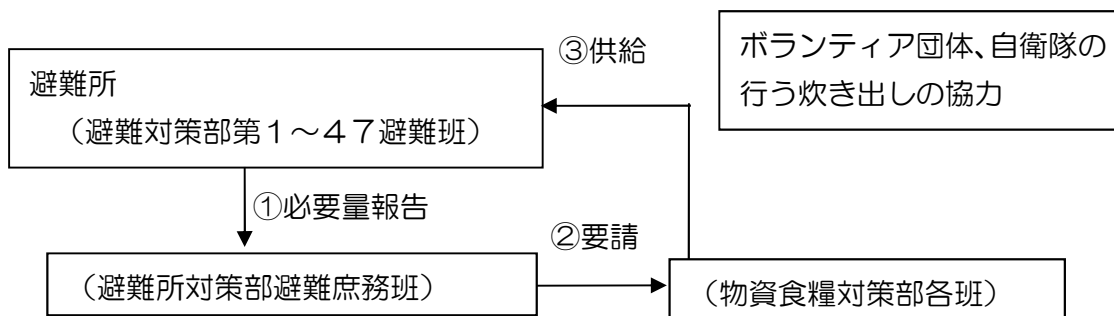 ③供給
ボランティア団体、自衛隊の
行う炊き出しの協力
避難所
（避難対策部第１～４７避難班）
①必要量報告
②要請
（避難所対策部避難庶務班）
（物資食糧対策部各班）